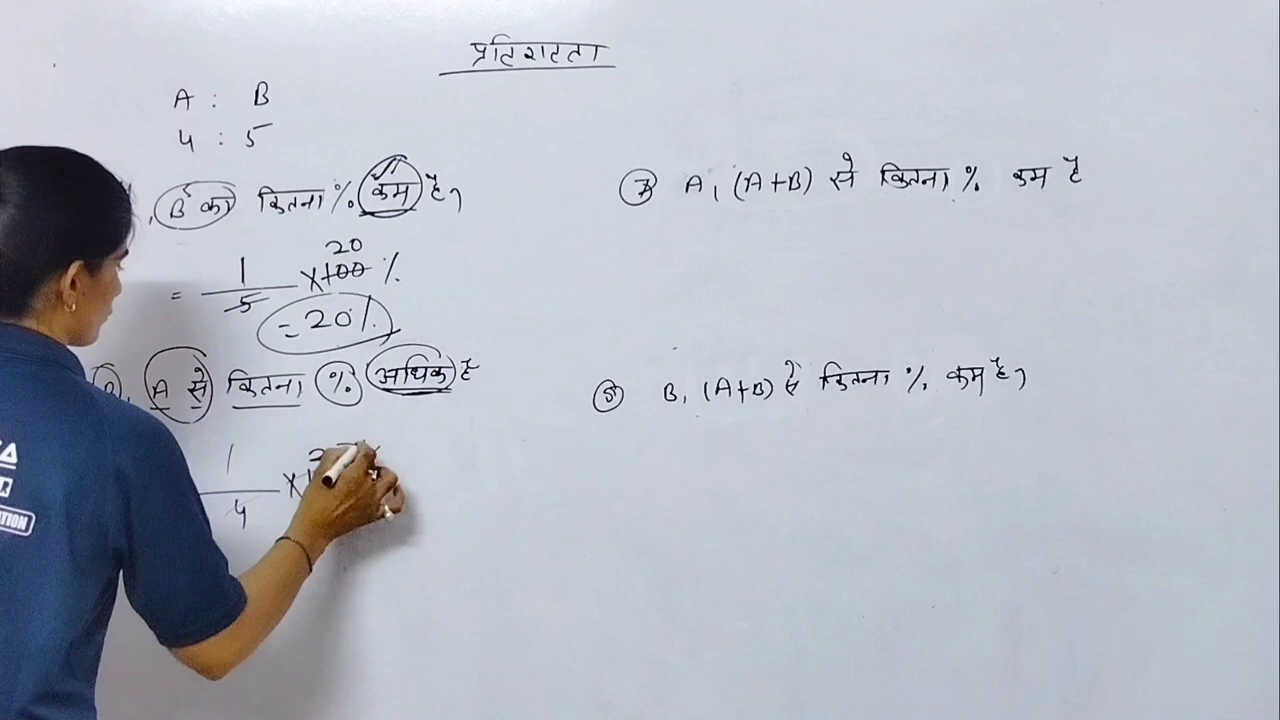 प्रतिशतता
A : B
4 : 5
B का कितना % कम है,
= 1/5 × 100 % 20
= 20%
A से कितना % अधिक है
1/4 ×
③ A, (A+B) से कितना % कम है
B, (A+B) से कितना % कम है,